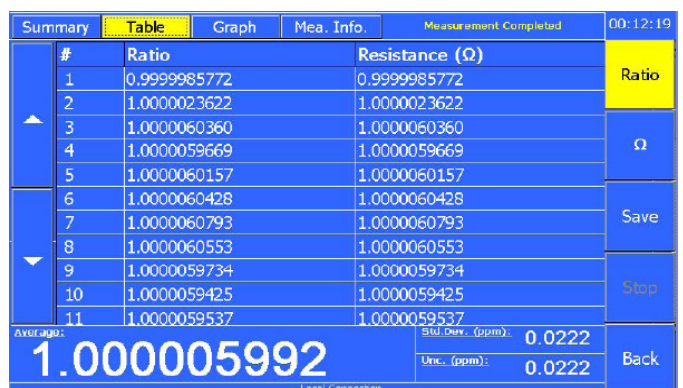 Summary Table Graph Mea. Info. Measurement Completed 00:12:19
# Ratio Resistance (Ω)
1 0.9999985772 0.9999985772
2 1.0000023622 1.0000023622
3 1.0000060360 1.0000060360
4 1.0000059669 1.0000059669
5 1.0000060157 1.0000060157
6 1.0000060428 1.0000060428
7 1.0000060793 1.0000060793
8 1.0000060553 1.0000060553
9 1.0000059734 1.0000059734
10 1.0000059425 1.0000059425
11 1.0000059537 1.0000059537
Ratio
Ω
Save
Stop
Back
Average:
1.0000005992
Std.Dev. (ppm): 0.0222
Unc. (ppm): 0.0222